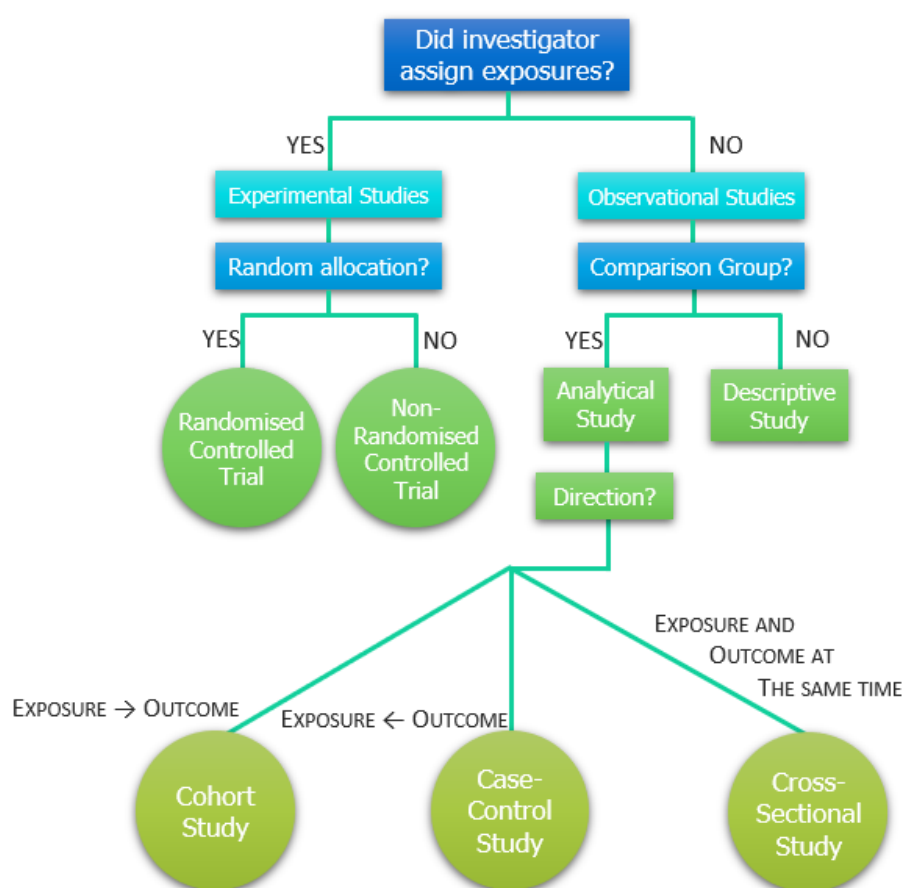 Did investigator
assign exposures?
YES
NO
Experimental Studies
Observational Studies
Random allocation?
Comparison Group?
YES
NO
YES
NO
Randomised
Controlled
Trial
Non-
Randomised
Controlled
Trial
Analytical
Study
Descriptive
Study
Direction?
EXPOSURE AND
OUTCOME AT
THE SAME TIME
EXPOSURE → OUTCOME
EXPOSURE ← OUTCOME
Cohort
Study
Case-
Control
Study
Cross-
Sectional
Study